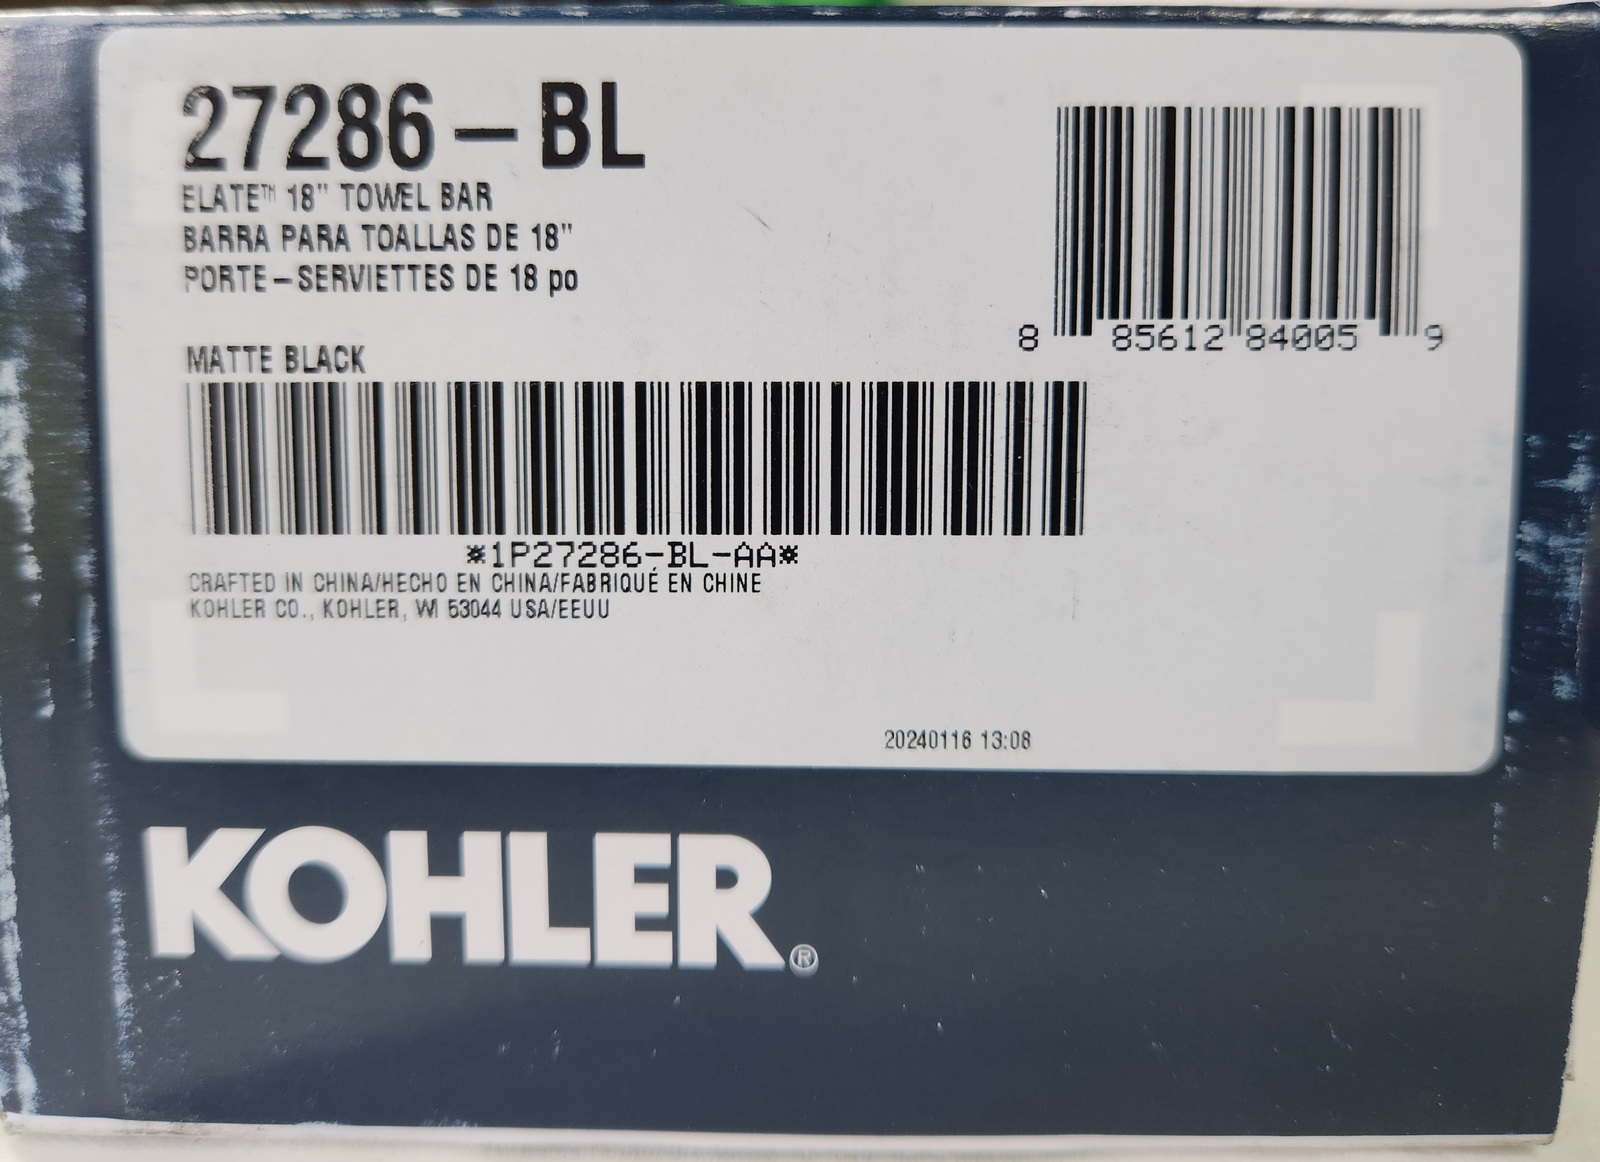 27286-BL
ELATE™ 18" TOWEL BAR
BARRA PARA TOALLAS DE 18"
PORTE-SERVIETTES DE 18 po
8 85612 84005 9
MATTE BLACK
*1P27286-BL-AA*
CRAFTED IN CHINA/HECHO EN CHINA/FABRIQUÉ EN CHINE
KOHLER CO., KOHLER, WI 53044 USA/EEUU
20240116 13:08
KOHLER®